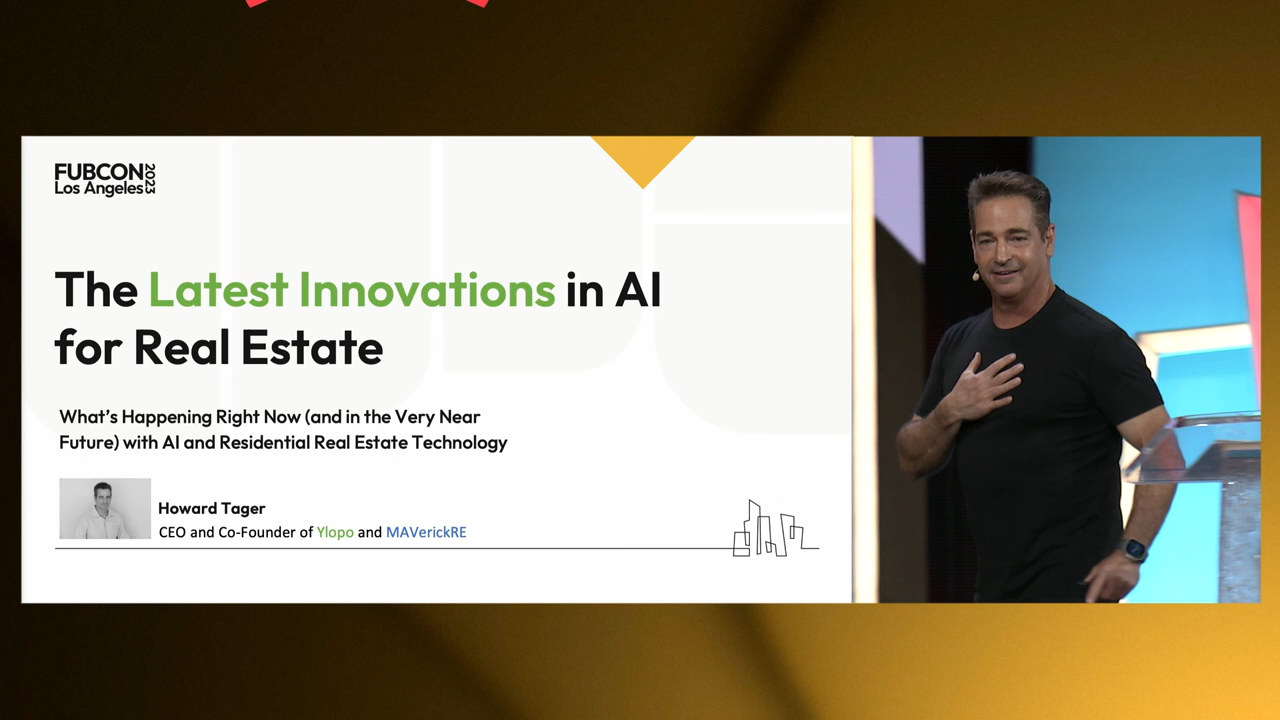 FUBCON
Los Angeles
2023
The Latest Innovations in AI
for Real Estate
What's Happening Right Now (and in the Very Near
Future) with AI and Residential Real Estate Technology
Howard Tager
CEO and Co-Founder of Ylopo and MAVerickRE